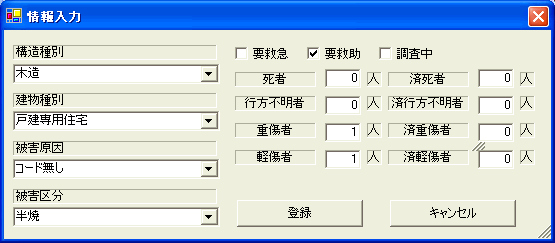 情報入力
構造種別
木造
建物種別
戸建専用住宅
被害原因
コード無し
被害区分
半焼
要救急 要救助 調査中
死者 0 人 済死者 0 人
行方不明者 0 人 済行方不明者 0 人
重傷者 1 人 済重傷者 0 人
軽傷者 1 人 済軽傷者 0 人
登録 キャンセル